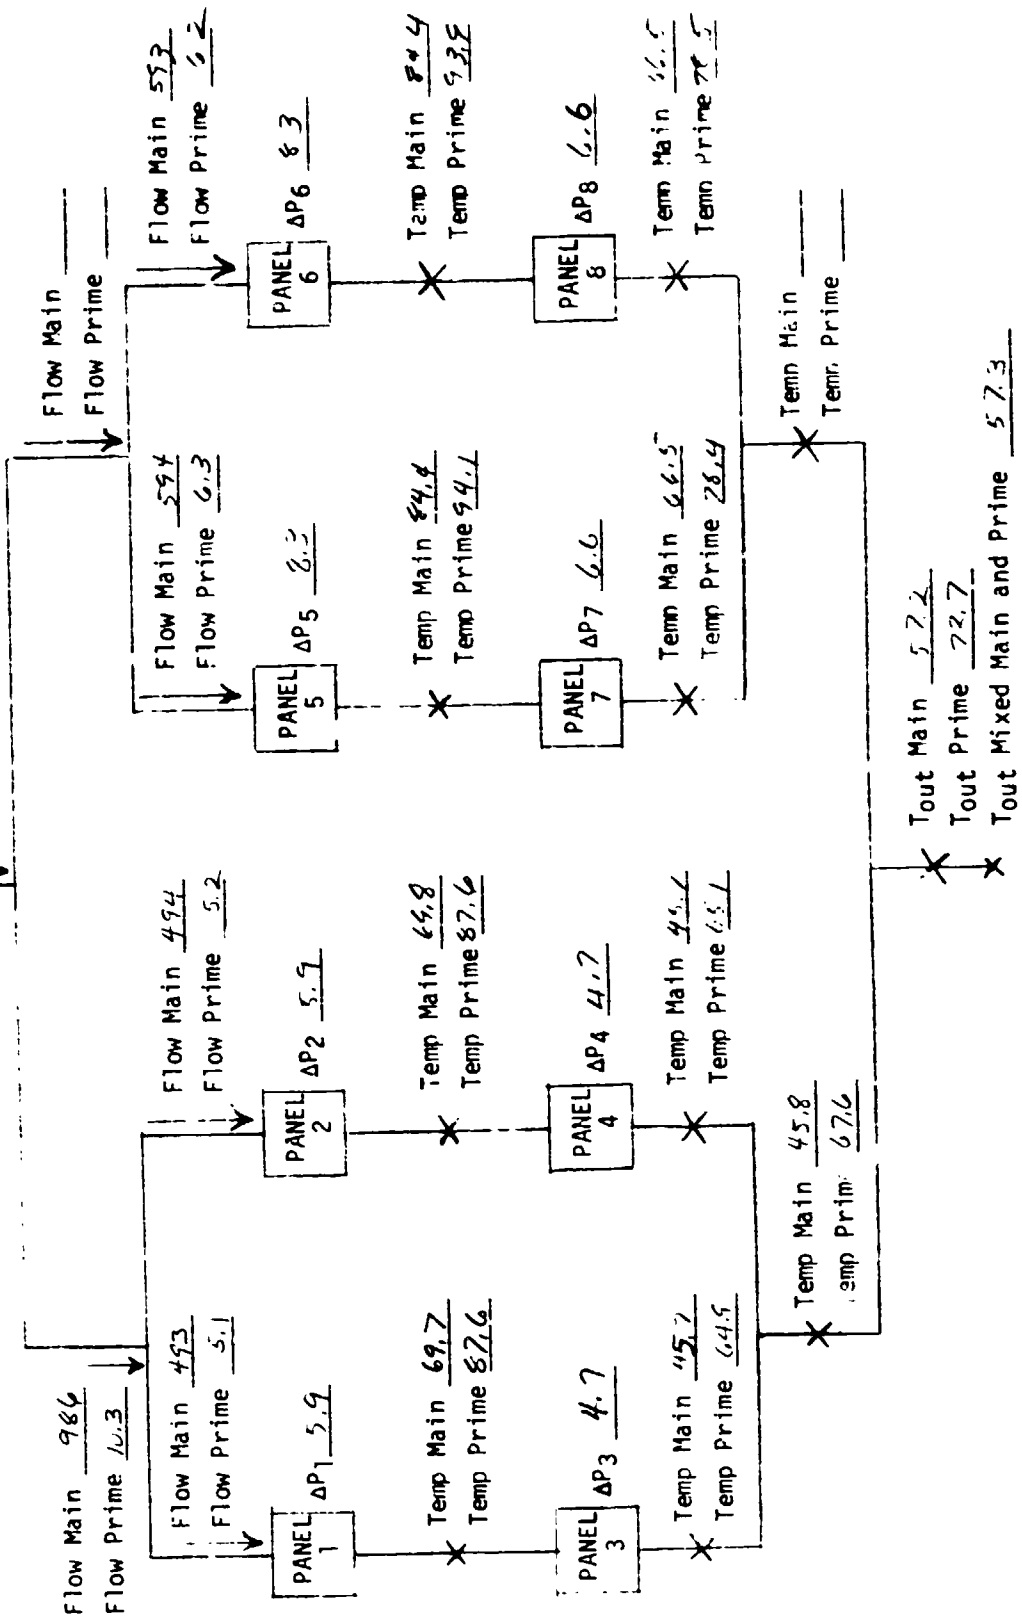 Flow Main 986
Flow Prime 10.3
Flow Main
Flow Prime
Flow Main 493
Flow Prime 5.1
Flow Main 494
Flow Prime 5.2
Flow Main 594
Flow Prime 6.3
Flow Main 593
Flow Prime 6.2
PANEL 1
ΔP1 5.9
PANEL 2
ΔP2 5.9
PANEL 5
ΔP5
PANEL 6
ΔP6 8.3
Temp Main 69.7
Temp Prime 87.6
Temp Main 69.8
Temp Prime 87.6
Temp Main 84.4
Temp Prime 94.1
Temp Main 84.4
Temp Prime 93.8
PANEL 3
ΔP3 4.7
PANEL 4
ΔP4 4.7
PANEL 7
ΔP7 6.6
PANEL 8
ΔP8 6.6
Temp Main 45.7
Temp Prime 64.9
Temp Main
Temp Prime 65.1
Temp Main 66.5
Temp Prime 78.4
Temp Main
Temp Prime
Temp Main 45.8
Temp Prim 67.6
Temp Main
Temp. Prime
Tout Main 57.2
Tout Prime 72.7
Tout Mixed Main and Prime 57.3